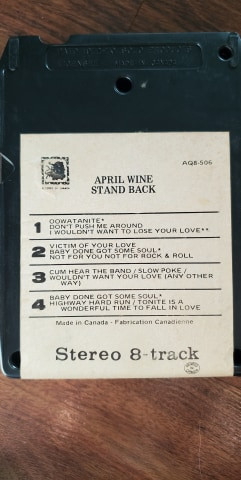 AQ8-506
APRIL WINE
STAND BACK
1 OOWATANITE*
DON'T PUSH ME AROUND
I WOULDN'T WANT TO LOSE YOUR LOVE**
2 VICTIM OF YOUR LOVE
BABY DONE GOT SOME SOUL*
NOT FOR YOU NOT FOR ROCK & ROLL
3 CUM HEAR THE BAND / SLOW POKE /
WOULDN'T WANT YOUR LOVE (ANY OTHER
WAY)
4 BABY DONE GOT SOME SOUL*
HIGHWAY HARD RUN / TONITE IS A
WONDERFUL TIME TO FALL IN LOVE
Made in Canada - Fabrication Canadienne
Stereo 8-track